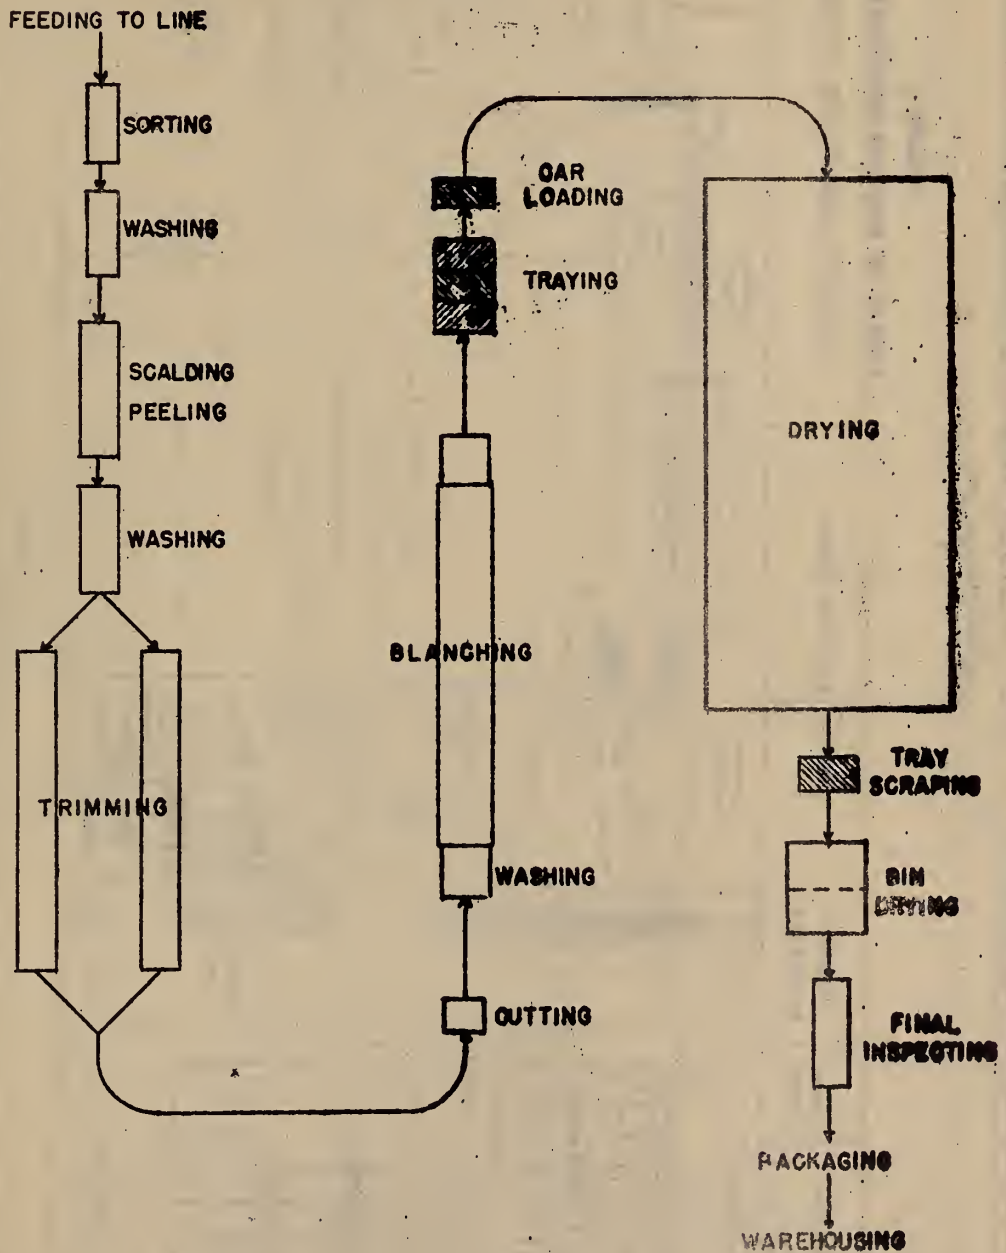 FEEDING TO LINE
SORTING
WASHING
SCALDING
PEELING
WASHING
TRIMMING
CUTTING
WASHING
BLANCHING
TRAYING
CAR
LOADING
DRYING
TRAY
SCRAPING
BIN
DRYING
FINAL
INSPECTING
PACKAGING
WAREHOUSING